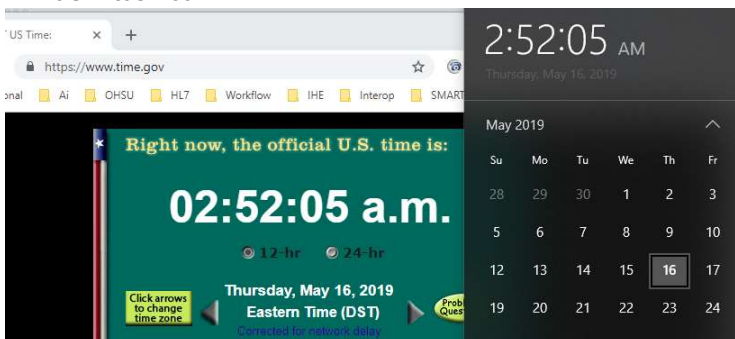 US Time:
https://www.time.gov
onal Ai OHSU HL7 Workflow IHE Interop SMART
Right now, the official U.S. time is:
02:52:05 a.m.
12-hr 24-hr
Click arrows
to change
time zone
Thursday, May 16, 2019
Eastern Time (DST)
Corrected for network delay
Prob
Ques
2:52:05 AM
Thursday, May 16, 2019
May 2019
Su Mo Tu We Th Fr
28 29 30 1 2 3
5 6 7 8 9 10
12 13 14 15 16 17
19 20 21 22 23 24